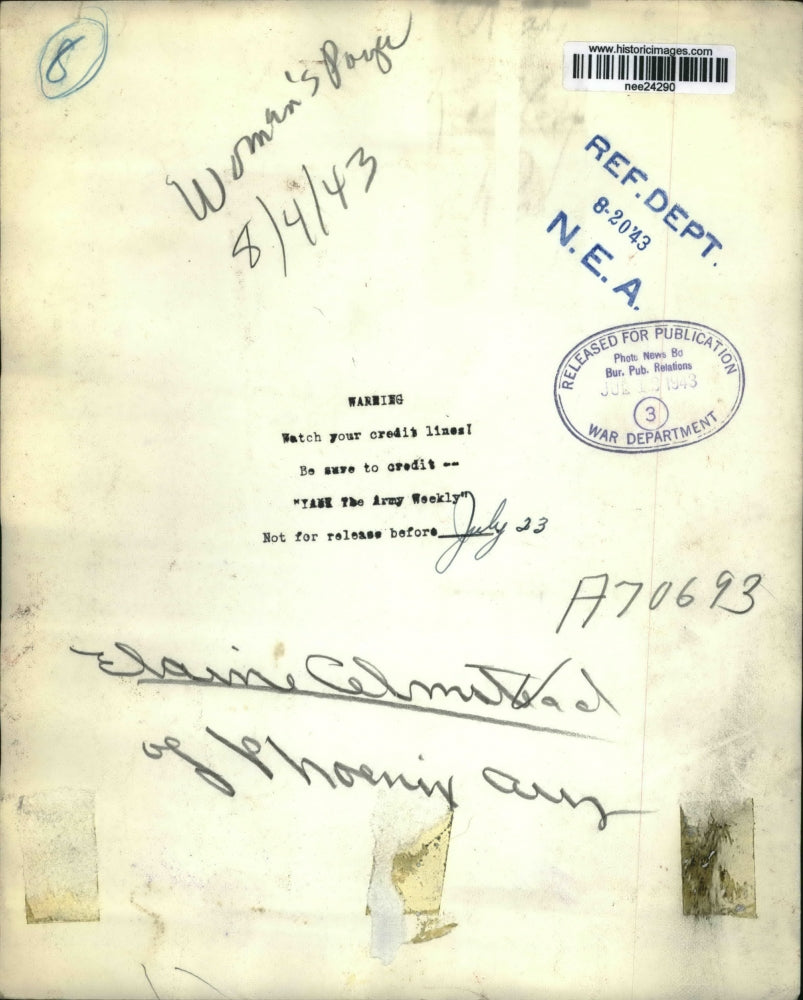 8
Woman's Page
8/4/43
www.historicimages.com
nee24290
REF. DEPT.
8-20 43
N. E. A.
RELEASED FOR PUBLICATION
Photo News Bd
Bur. Pub. Relations
1943
3
WAR DEPARTMENT
WARNING
Watch your credit lines!
Be sure to credit --
"YANK The Army Weekly"
Not for release before July 23
A70693
Elaine
of Phoenix Ariz